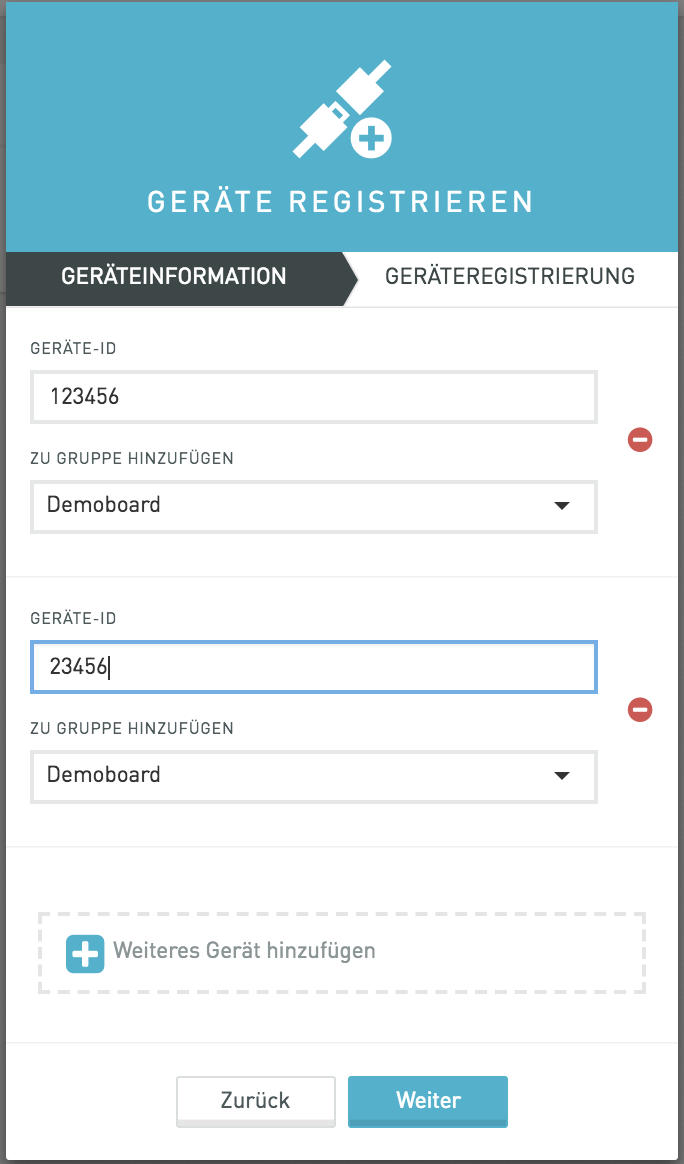 GERÄTE REGISTRIEREN
GERÄTEINFORMATION
GERÄTEREGISTRIERUNG
GERÄTE-ID
123456
ZU GRUPPE HINZUFÜGEN
Demoboard
GERÄTE-ID
23456
ZU GRUPPE HINZUFÜGEN
Demoboard
Weiteres Gerät hinzufügen
Zurück
Weiter